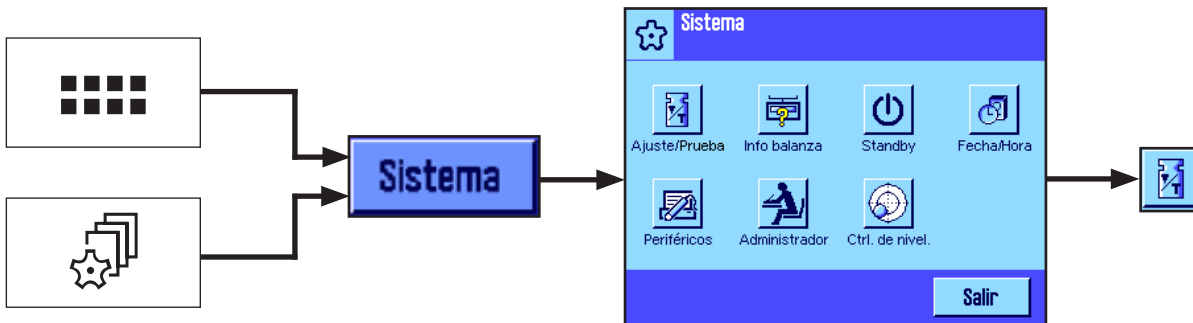 Sistema
Sistema
Ajuste/Prueba
Info balanza
Standby
Fecha/Hora
Periféricos
Administrador
Ctrl. de nivel.
Salir